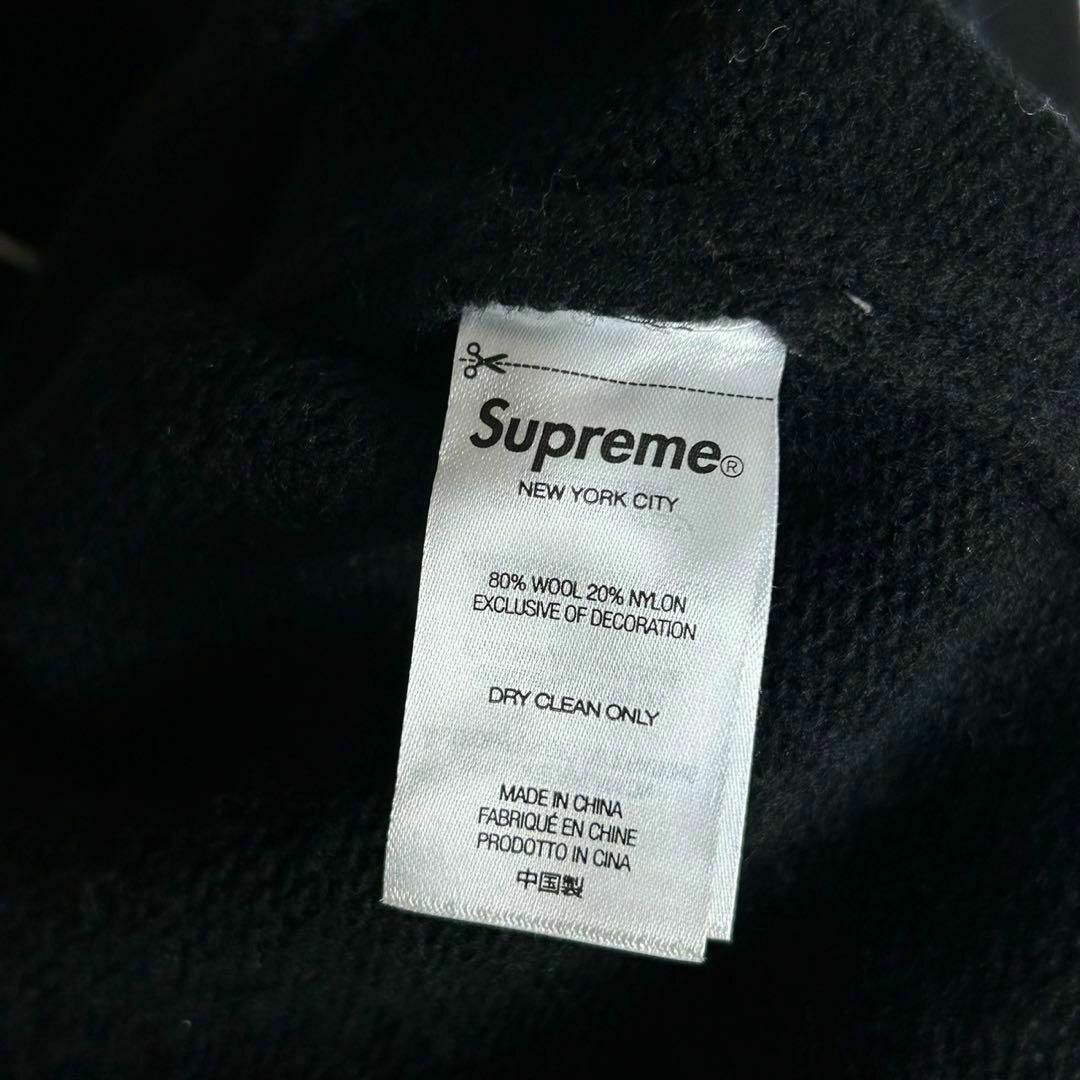 Supreme®
NEW YORK CITY
80% WOOL 20% NYLON
EXCLUSIVE OF DECORATION
DRY CLEAN ONLY
MADE IN CHINA
FABRIQUÉ EN CHINE
PRODOTTO IN CINA
中国製